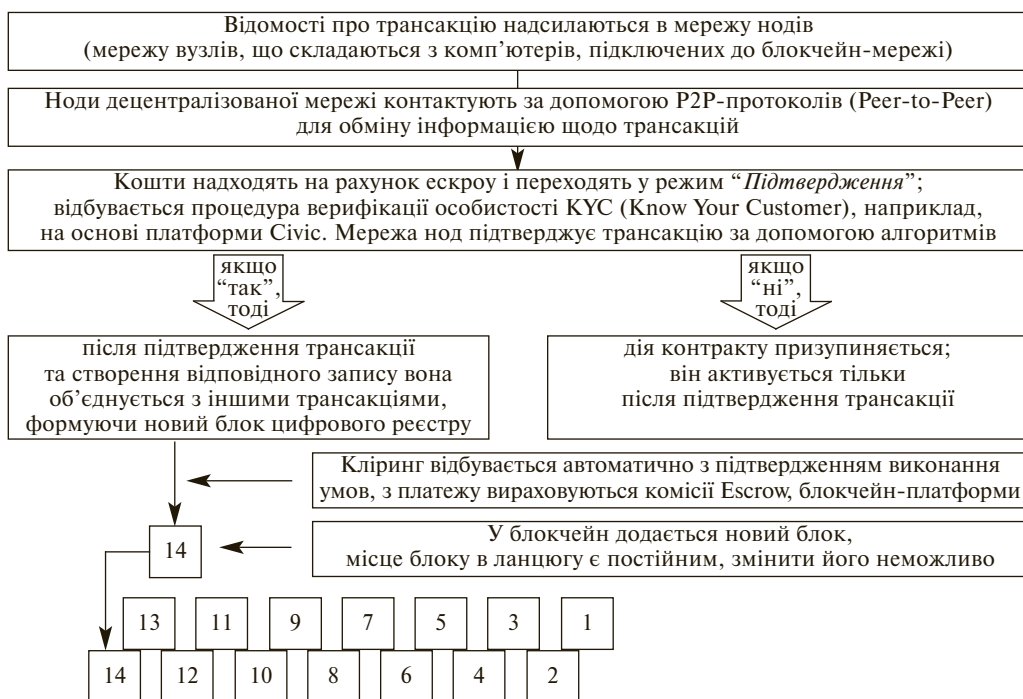 Відомості про трансакцію надсилаються в мережу нодів
(мережу вузлів, що складаються з комп’ютерів, підключених до блокчейн-мережі)
Ноди децентралізованої мережі контактують за допомогою P2P-протоколів (Peer-to-Peer)
для обміну інформацією щодо трансакцій
Кошти надходять на рахунок ескроу і переходять у режим “Підтвердження”;
відбувається процедура верифікації особистості KYC (Know Your Customer), наприклад,
на основі платформи Civic. Мережа нод підтверджує трансакцію за допомогою алгоритмів
якщо
“так”,
тоді
якщо
“ні”,
тоді
після підтвердження трансакції
та створення відповідного запису вона
об’єднується з іншими трансакціями,
формуючи новий блок цифрового реєстру
дія контракту призупиняється;
він активується тільки
після підтвердження трансакції
Кліринг відбувається автоматично з підтвердженням виконання
умов, з платежу вираховуються комісії Escrow, блокчейн-платформи
14
У блокчейн додається новий блок,
місце блоку в ланцюгу є постійним, змінити його неможливо
13 11 9 7 5 3 1
14 12 10 8 6 4 2